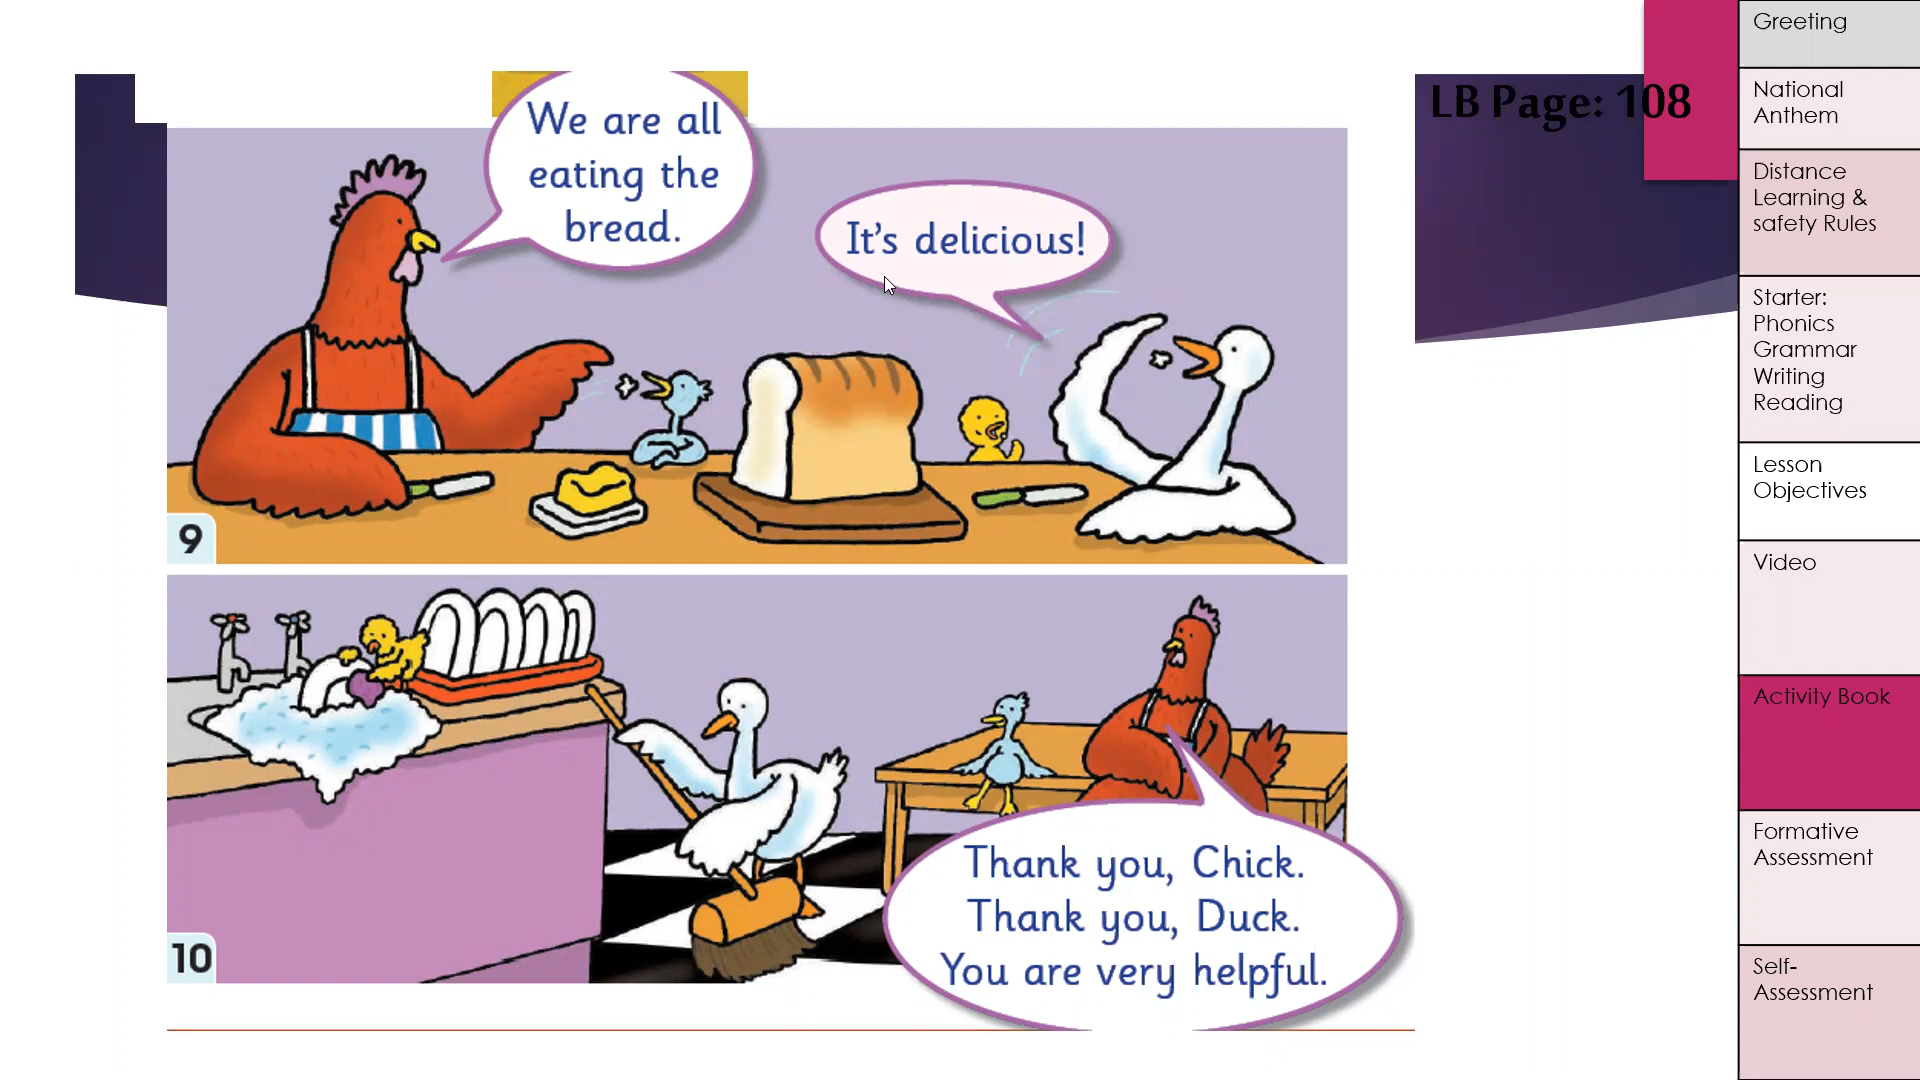 We are all
eating the
bread.
It's delicious!
9
Thank you, Chick.
Thank you, Duck.
You are very helpful.
10
LB Page: 108
Greeting
National
Anthem
Distance
Learning &
safety Rules
Starter:
Phonics
Grammar
Writing
Reading
Lesson
Objectives
Video
Activity Book
Formative
Assessment
Self-
Assessment